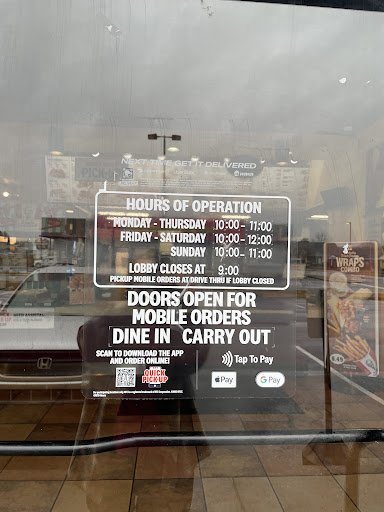 NEXT TIME GET IT DELIVERED
HOURS OF OPERATION
MONDAY - THURSDAY 10:00 - 11:00
FRIDAY - SATURDAY 10:00 - 12:00
SUNDAY 10:00 - 11:00
LOBBY CLOSES AT 9:00
PICKUP MOBILE ORDERS AT DRIVE THRU IF LOBBY CLOSED
DOORS OPEN FOR
MOBILE ORDERS
DINE IN CARRY OUT
SCAN TO DOWNLOAD THE APP
AND ORDER ONLINE!
QUICK
PICK-UP
Tap To Pay
Pay
G Pay
WRAPS
COMBO